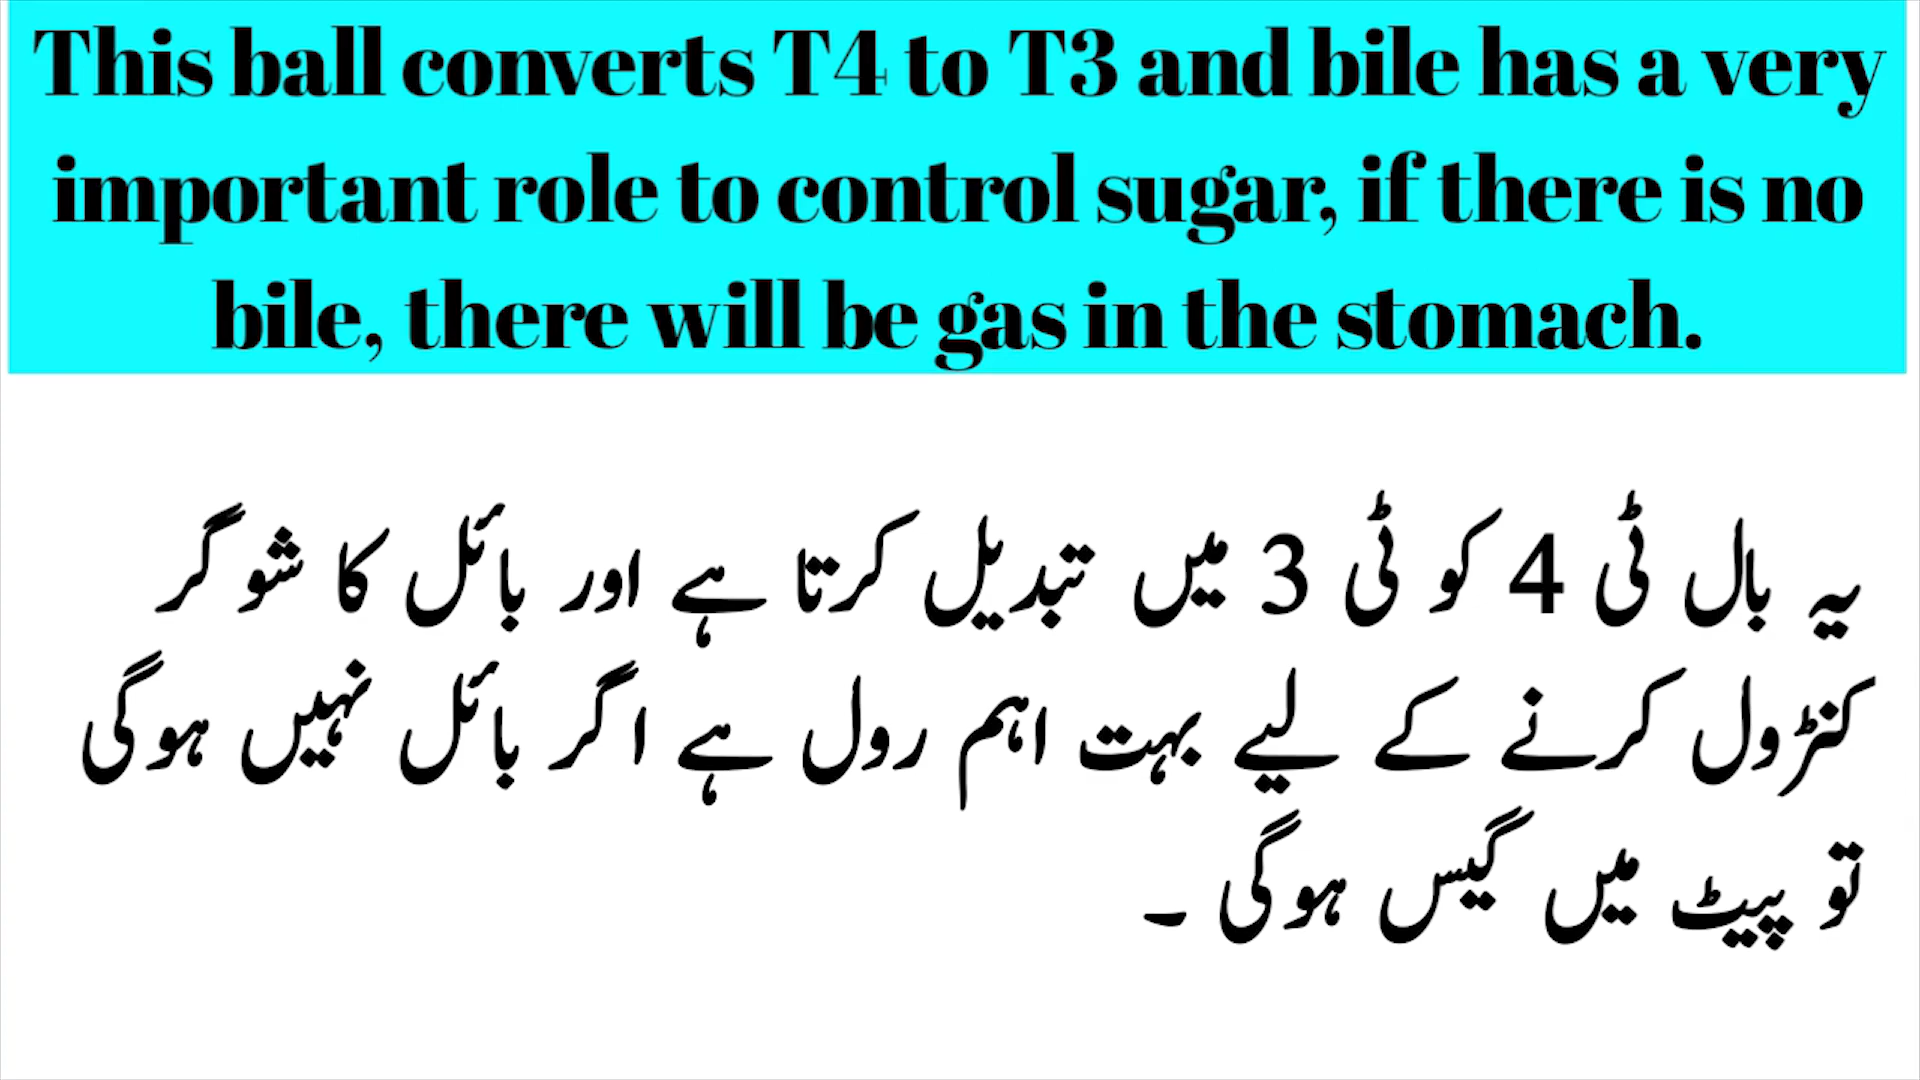 This ball converts T4 to T3 and bile has a very
important role to control sugar, if there is no
bile, there will be gas in the stomach.
یہ بال ٹی 4 کو ٹی 3 میں تبدیل کرتا ہے اور بائل کا شوگر
کنڑول کرنے کے لیے بہت اہم رول ہے اگر بائل نہیں ہوگی
تو پیٹ میں گیس ہوگی ۔